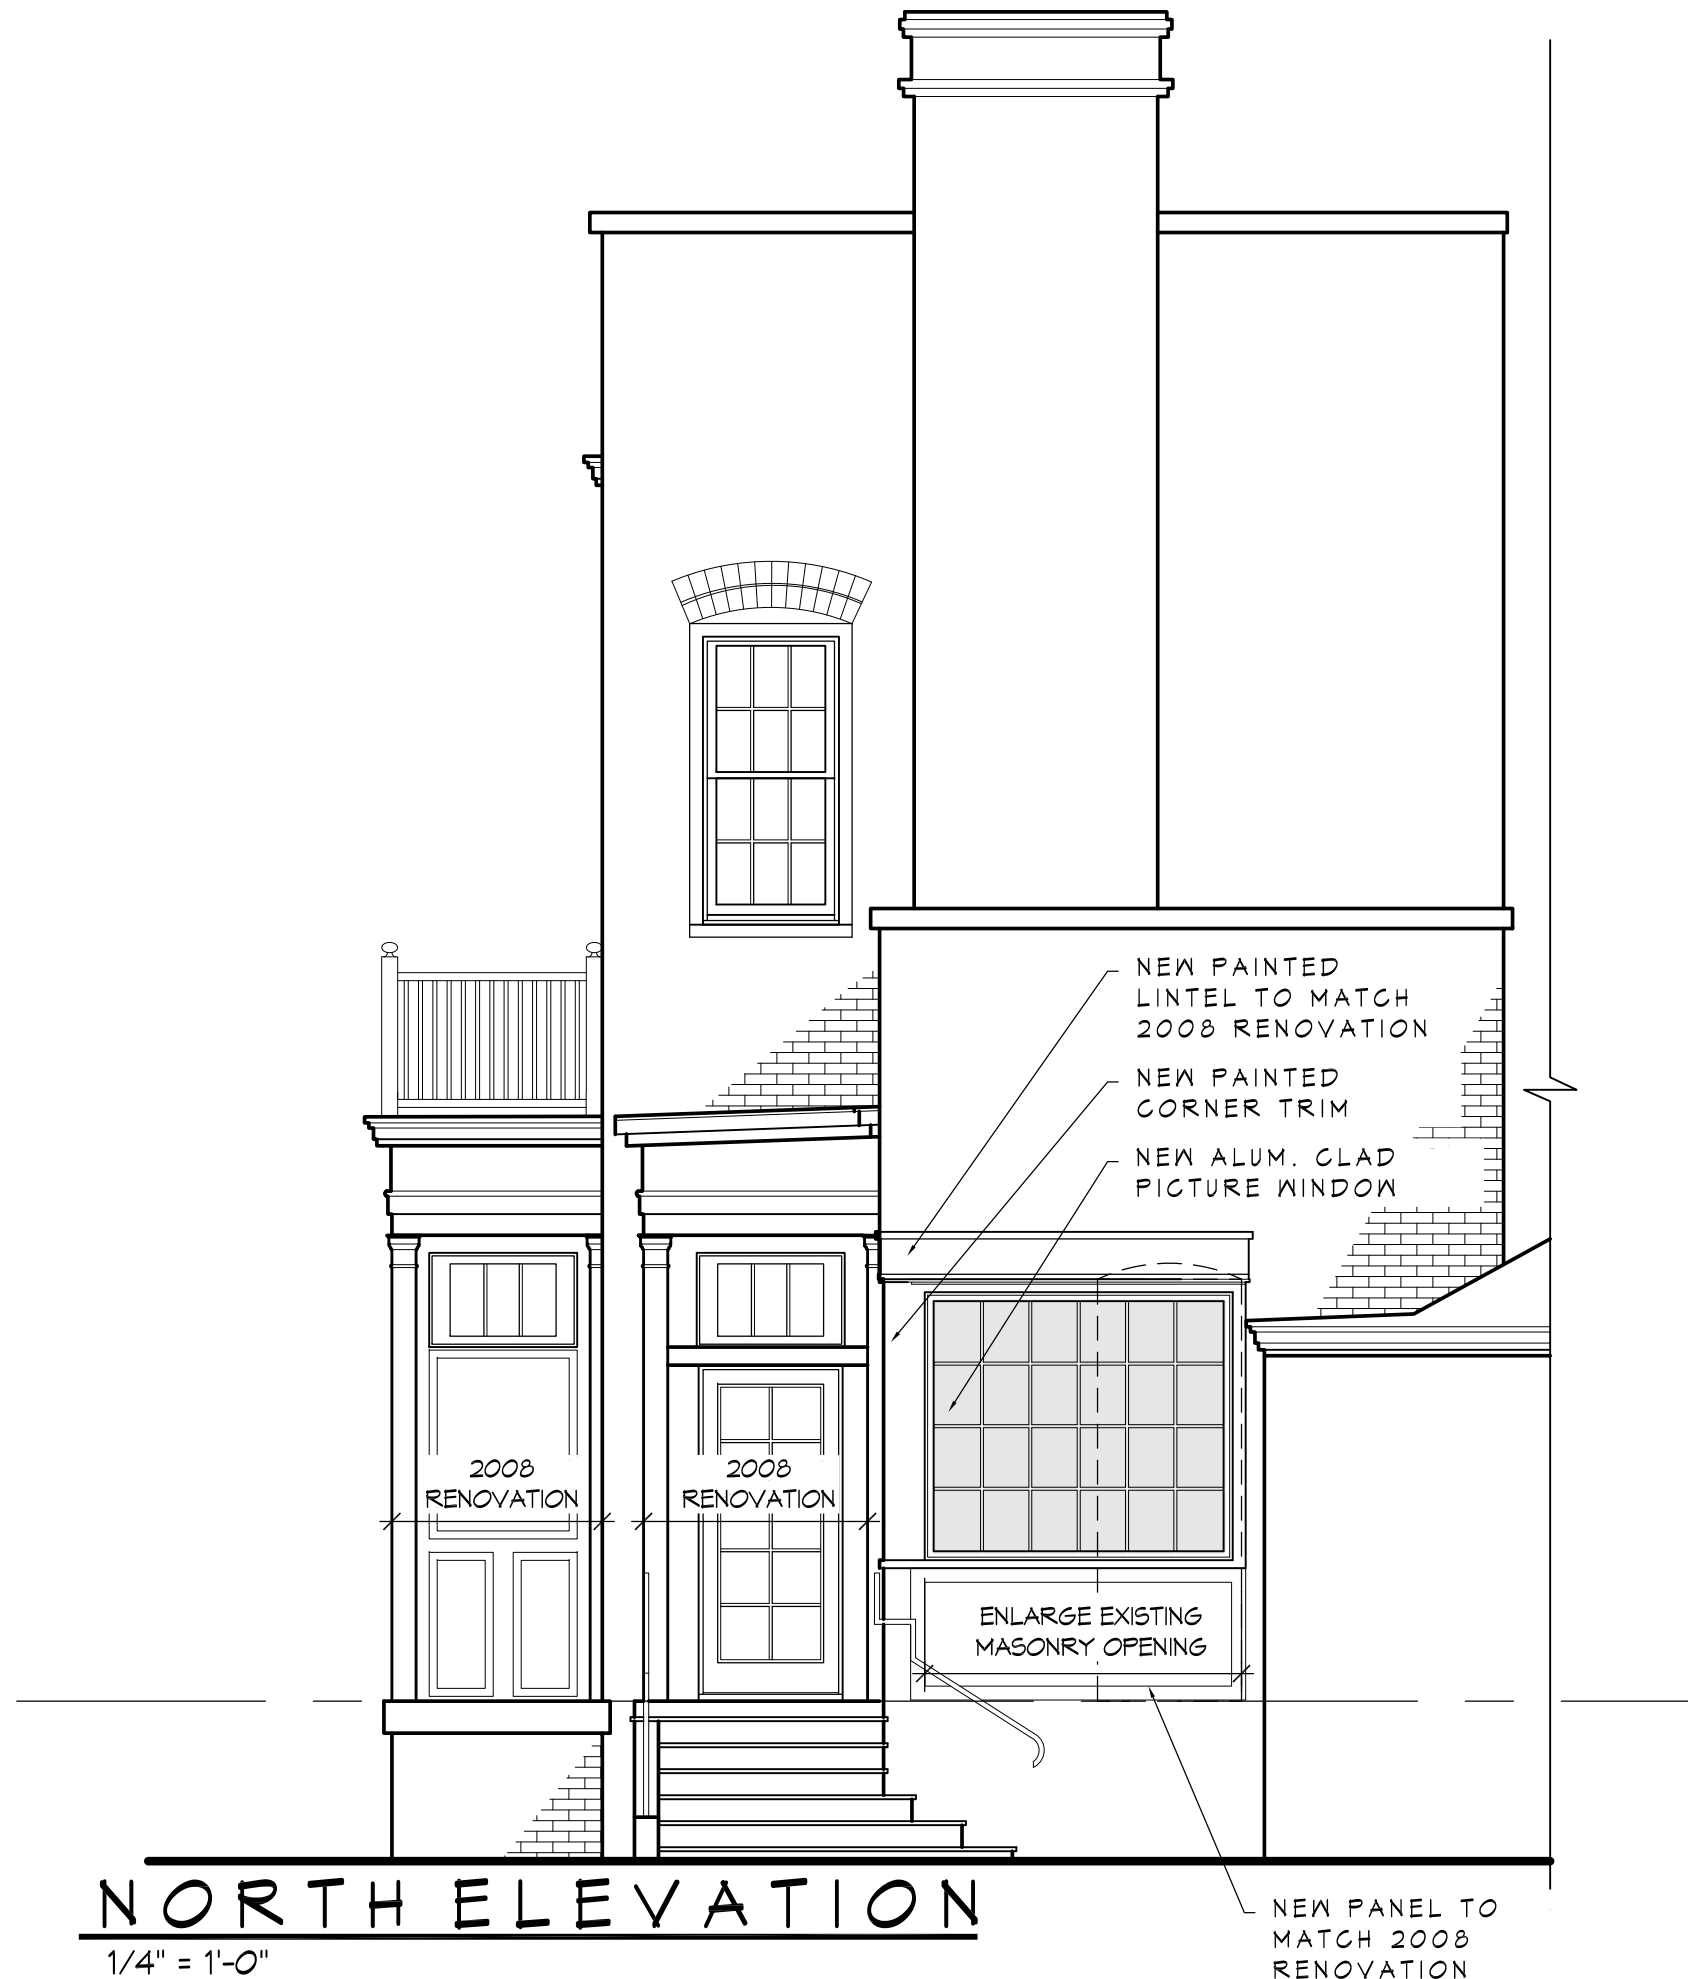 NEW PAINTED
LINTEL TO MATCH
2008 RENOVATION
NEW PAINTED
CORNER TRIM
NEW ALUM. CLAD
PICTURE WINDOW
2008
RENOVATION
2008
RENOVATION
ENLARGE EXISTING
MASONRY OPENING
NORTH ELEVATION
1/4" = 1'-0"
NEW PANEL TO
MATCH 2008
RENOVATION